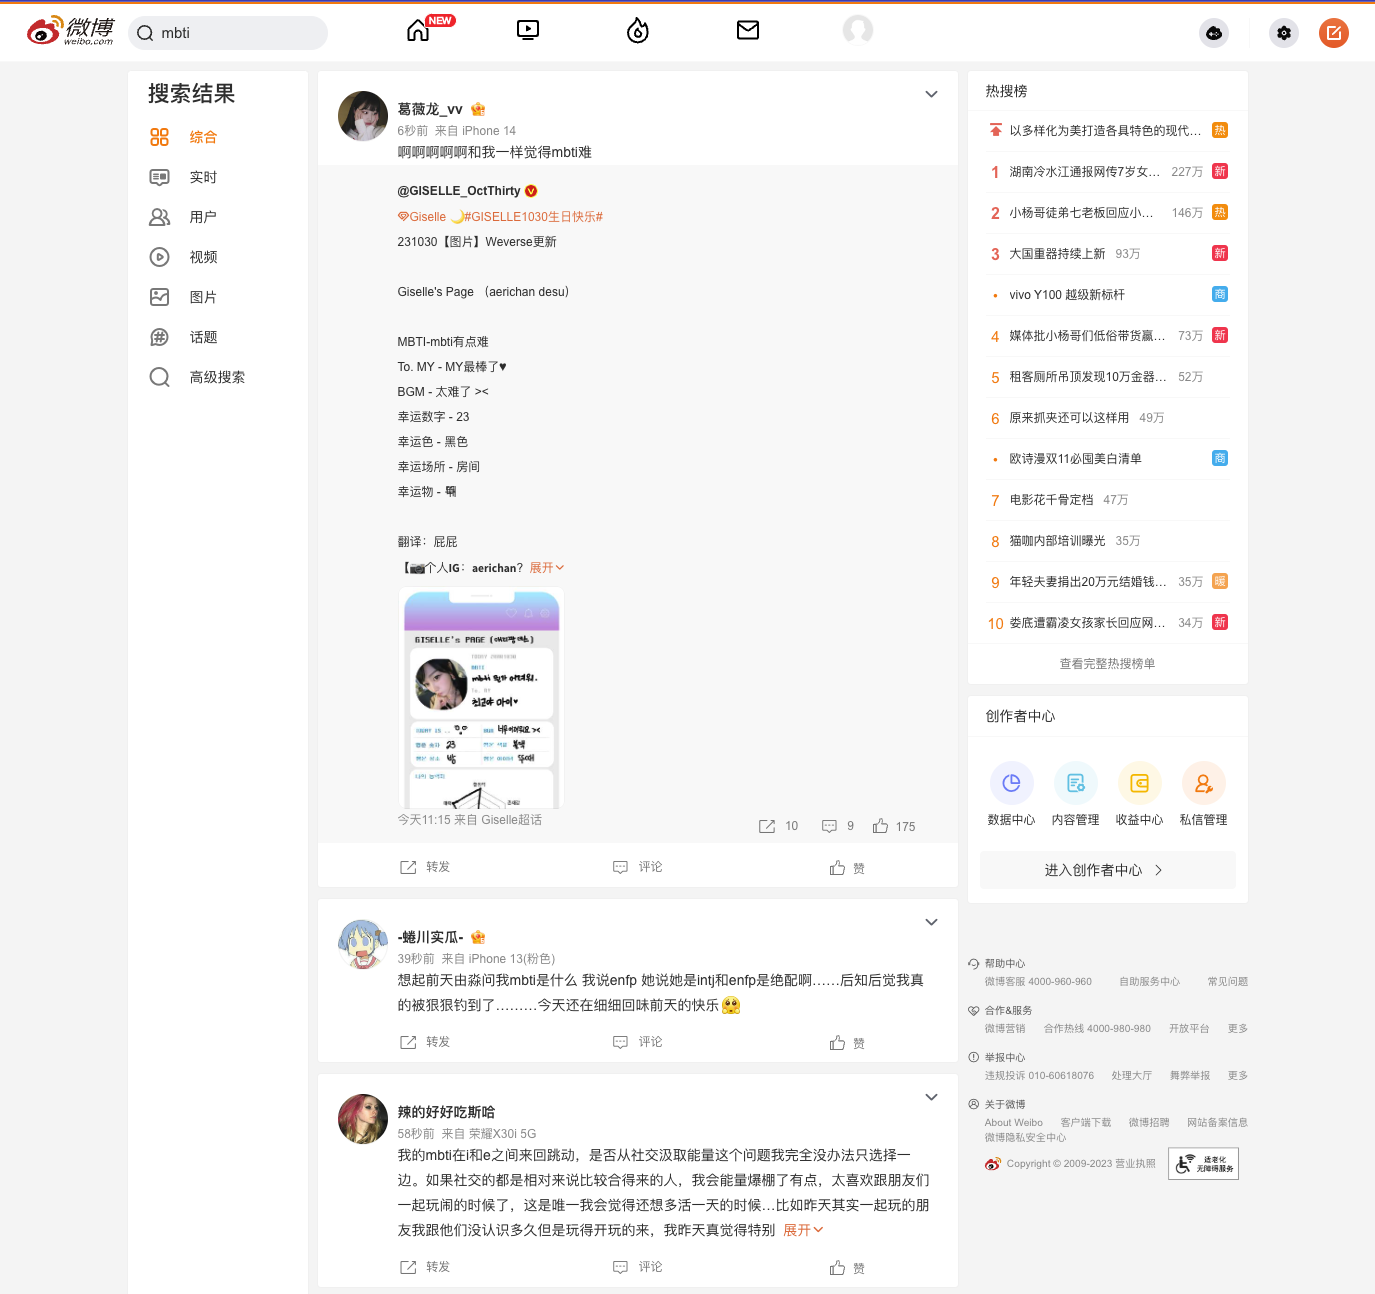 微博
weibo.com
mbti
NEW
搜索结果
综合
实时
用户
视频
图片
话题
高级搜索
葛薇龙_vv
6秒前 来自 iPhone 14
啊啊啊啊啊和我一样觉得mbti难
@GISELLE_OctThirty
Giselle 🌙#GISELLE1030生日快乐#
231030【图片】Weverse更新
Giselle's Page （aerichan desu）
MBTI-mbti有点难
To. MY - MY最棒了♥
BGM - 太难了 ><
幸运数字 - 23
幸运色 - 黑色
幸运场所 - 房间
幸运物 -
翻译：屁屁
【📷个人IG：aerichan? 展开
GISELLE's PAGE
MBTI
mbti 뭔가 어려워.
To. MY
최고야 마이♥
너무어려워요 ><
23
블랙
방
今天11:15 来自 Giselle超话
10
9
175
转发
评论
赞
-蜷川实瓜-
39秒前 来自 iPhone 13(粉色)
想起前天由淼问我mbti是什么 我说enfp 她说她是intj和enfp是绝配啊……后知后觉我真
的被狠狠钓到了………今天还在细细回味前天的快乐
转发
评论
赞
辣的好好吃斯哈
58秒前 来自 荣耀X30i 5G
我的mbti在i和e之间来回跳动，是否从社交汲取能量这个问题我完全没办法只选择一
边。如果社交的都是相对来说比较合得来的人，我会能量爆棚了有点，太喜欢跟朋友们
一起玩闹的时候了，这是唯一我会觉得还想多活一天的时候…比如昨天其实一起玩的朋
友我跟他们没认识多久但是玩得开玩的来，我昨天真觉得特别 展开
转发
评论
赞
热搜榜
以多样化为美打造各具特色的现代… 热
1 湖南冷水江通报网传7岁女… 227万 新
2 小杨哥徒弟七老板回应小… 146万 热
3 大国重器持续上新 93万 新
• vivo Y100 越级新标杆 商
4 媒体批小杨哥们低俗带货赢… 73万 新
5 租客厕所吊顶发现10万金器… 52万
6 原来抓夹还可以这样用 49万
• 欧诗漫双11必囤美白清单 商
7 电影花千骨定档 47万
8 猫咖内部培训曝光 35万
9 年轻夫妻捐出20万元结婚钱… 35万 暖
10 娄底遭霸凌女孩家长回应网… 34万 新
查看完整热搜榜单
创作者中心
数据中心
内容管理
收益中心
私信管理
进入创作者中心
帮助中心
微博客服 4000-960-960 自助服务中心 常见问题
合作&服务
微博营销 合作热线 4000-980-980 开放平台 更多
举报中心
违规投诉 010-60618076 处理大厅 舞弊举报 更多
关于微博
About Weibo 客户端下载 微博招聘 网站备案信息
微博隐私安全中心
Copyright © 2009-2023 营业执照
适老化
无障碍服务